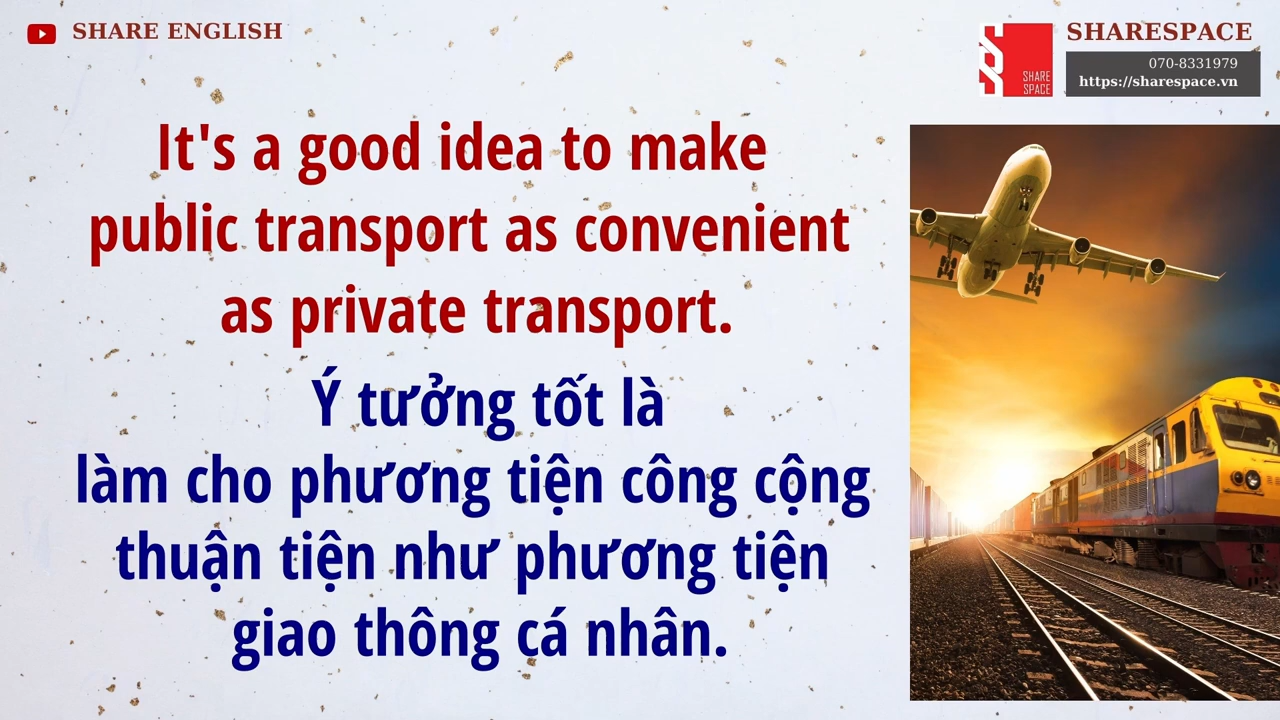 SHARE ENGLISH
SHARESPACE
070-8331979
https://sharespace.vn
SHARE
SPACE
It's a good idea to make
public transport as convenient
as private transport.
Ý tưởng tốt là
làm cho phương tiện công cộng
thuận tiện như phương tiện
giao thông cá nhân.